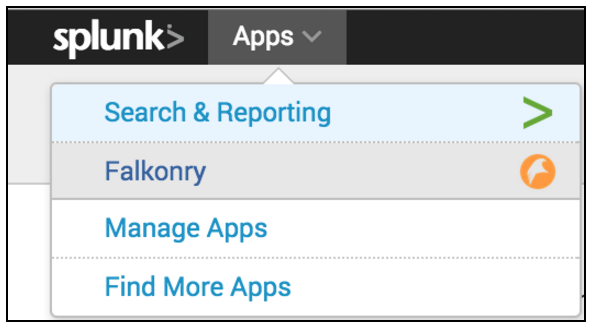 splunk>
Apps
Search & Reporting
Falkonry
Manage Apps
Find More Apps